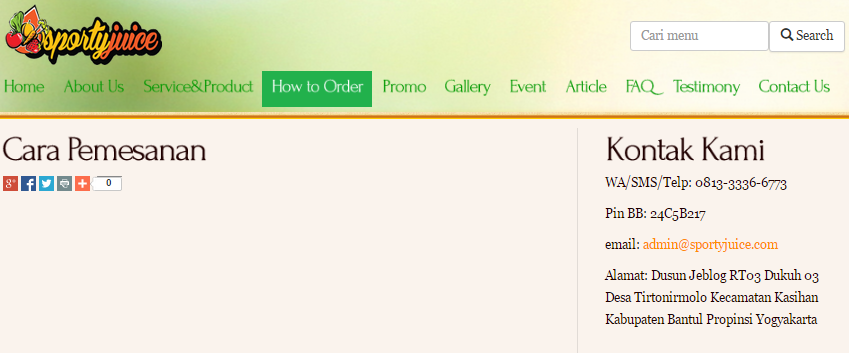 sportyjuice
Cari menu
Search
Home About Us Service&Product How to Order Promo Gallery Event Article FAQ Testimony Contact Us
Cara Pemesanan
0
Kontak Kami
WA/SMS/Telp: 0813-3336-6773
Pin BB: 24C5B217
email: admin@sportyjuice.com
Alamat: Dusun Jeblog RT03 Dukuh 03
Desa Tirtonirmolo Kecamatan Kasihan
Kabupaten Bantul Propinsi Yogyakarta